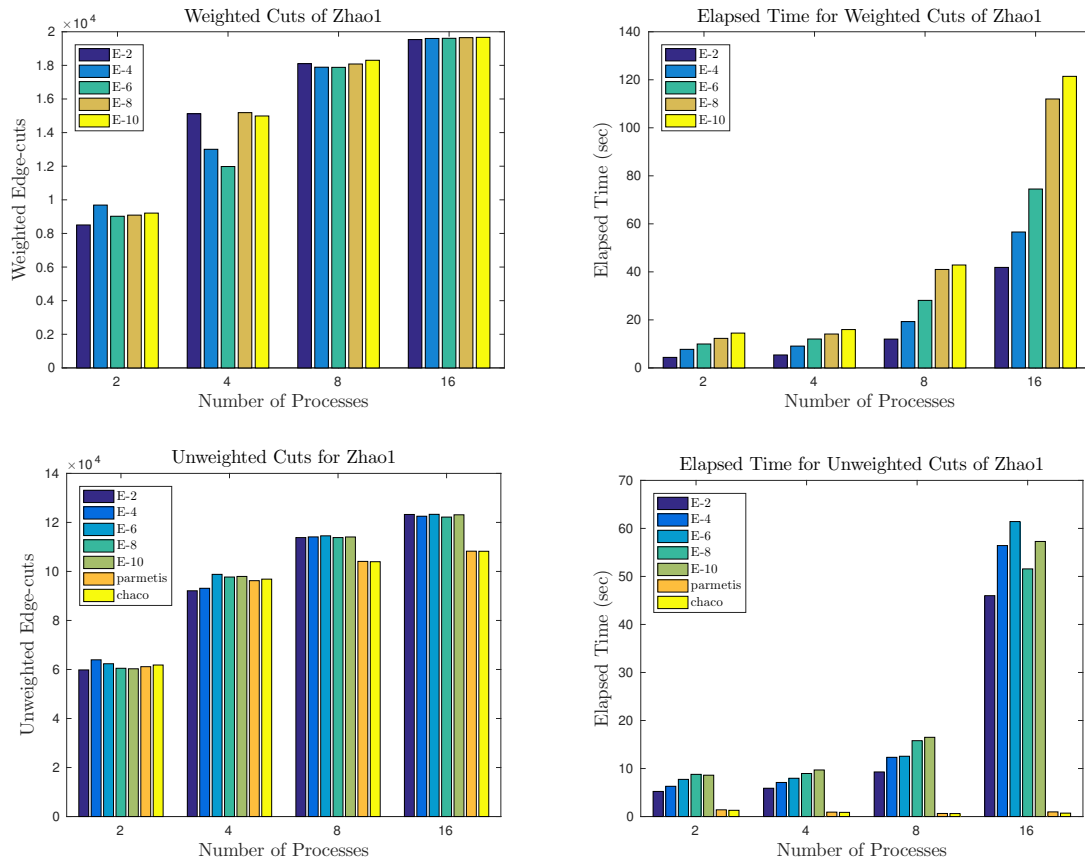 Weighted Cuts of Zhao1
×10⁴
2
1.8
1.6
1.4
1.2
1
0.8
0.6
0.4
0.2
0
Weighted Edge-cuts
E-2
E-4
E-6
E-8
E-10
2 4 8 16
Number of Processes
Elapsed Time for Weighted Cuts of Zhao1
140
120
100
80
60
40
20
0
Elapsed Time (sec)
E-2
E-4
E-6
E-8
E-10
2 4 8 16
Number of Processes
Unweighted Cuts for Zhao1
×10⁴
14
12
10
8
6
4
2
0
Unweighted Edge-cuts
E-2
E-4
E-6
E-8
E-10
parmetis
chaco
2 4 8 16
Number of Processes
Elapsed Time for Unweighted Cuts of Zhao1
70
60
50
40
30
20
10
0
Elapsed Time (sec)
E-2
E-4
E-6
E-8
E-10
parmetis
chaco
2 4 8 16
Number of Processes